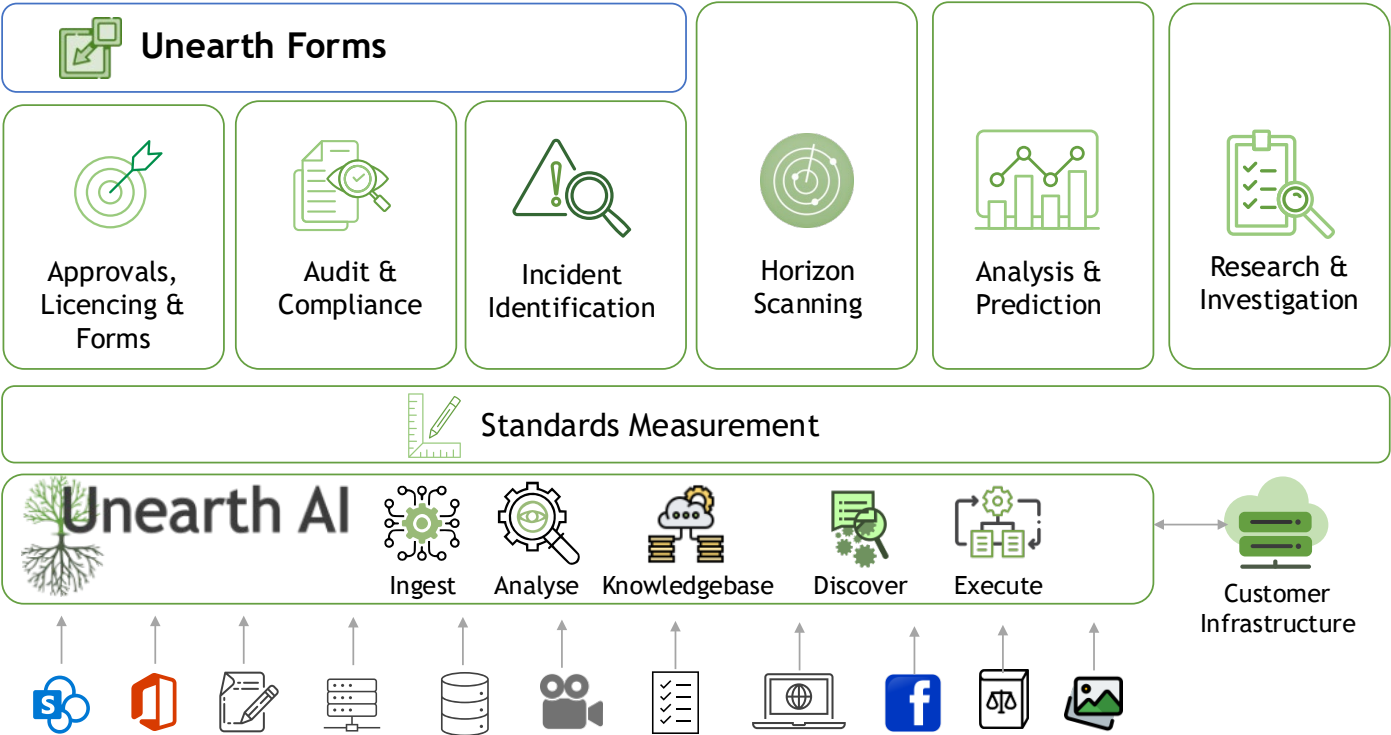 Unearth Forms
Approvals,
Licencing &
Forms
Audit &
Compliance
Incident
Identification
Horizon
Scanning
Analysis &
Prediction
Research &
Investigation
Standards Measurement
Unearth AI
Ingest
Analyse
Knowledgebase
Discover
Execute
Customer
Infrastructure
S
f